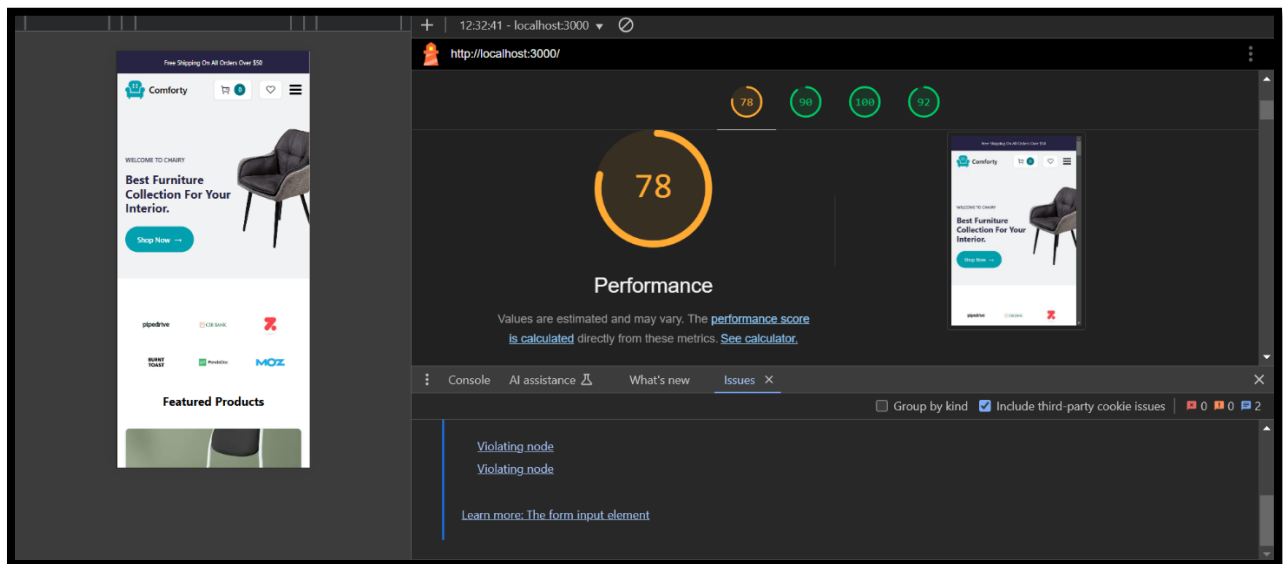 12:32:41 - localhost:3000
http://localhost:3000/
Free Shipping On All Orders Over $50
Comforty
0
WELCOME TO CHAIRY
Best Furniture
Collection For Your
Interior.
Shop Now →
pipedrive
CIB BANK
BURNT
TOAST
PandaDoc
MOZ
Featured Products
78
90
100
92
78
Performance
Values are estimated and may vary. The performance score
is calculated directly from these metrics. See calculator.
Free Shipping On All Orders Over $50
Comforty
0
WELCOME TO CHAIRY
Best Furniture
Collection For Your
Interior.
Shop Now →
pipedrive
CIB BANK
Console
AI assistance
What's new
Issues ×
Group by kind
Include third-party cookie issues
0
0
2
Violating node
Violating node
Learn more: The form input element